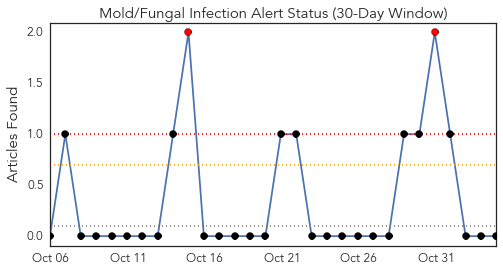 Mold/Fungal Infection Alert Status (30-Day Window)
Articles Found
2.0
1.5
1.0
0.5
0.0
Oct 06 Oct 11 Oct 16 Oct 21 Oct 26 Oct 31